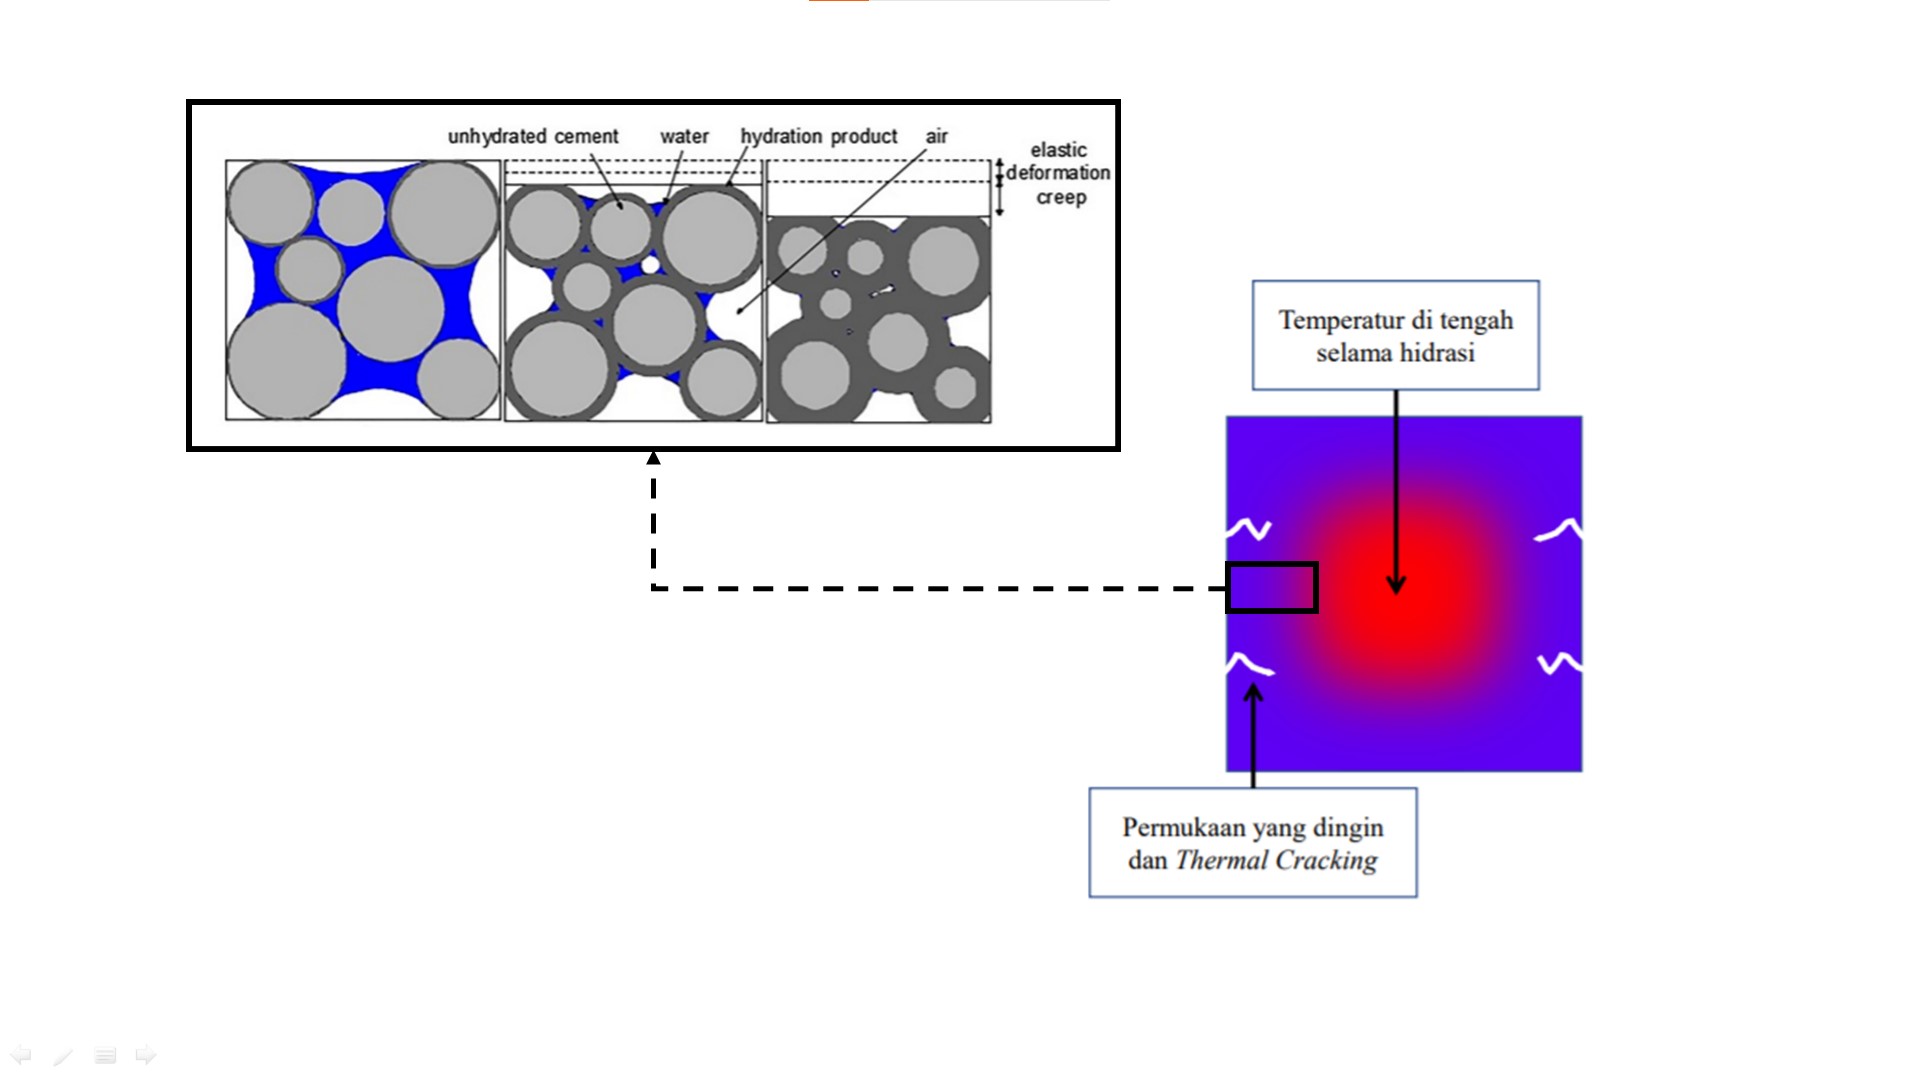 unhydrated cement water hydration product air
elastic
deformation
creep
Temperatur di tengah
selama hidrasi
Permukaan yang dingin
dan Thermal Cracking